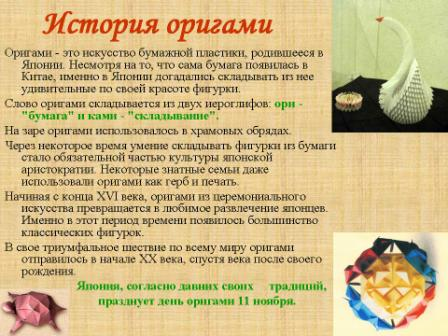 История оригами
Оригами - это искусство бумажной пластики, родившееся в
Японии. Несмотря на то, что сама бумага появилась в
Китае, именно в Японии догадались складывать из нее
удивительные по своей красоте фигурки.
Слово оригами складывается из двух иероглифов: ори -
"бумага" и ками - "складывание".
На заре оригами использовалось в храмовых обрядах.
Через некоторое время умение складывать фигурки из бумаги
стало обязательной частью культуры японской
аристократии. Некоторые знатные семьи даже
использовали оригами как герб и печать.
Начиная с конца XVI века, оригами из церемониального
искусства превращается в любимое развлечение японцев.
Именно в этот период времени появилось большинство
классических фигурок.
В свое триумфальное шествие по всему миру оригами
отправилось в начале XX века, спустя века после своего
рождения.
Япония, согласно давних своих традиций,
празднует день оригами 11 ноября.